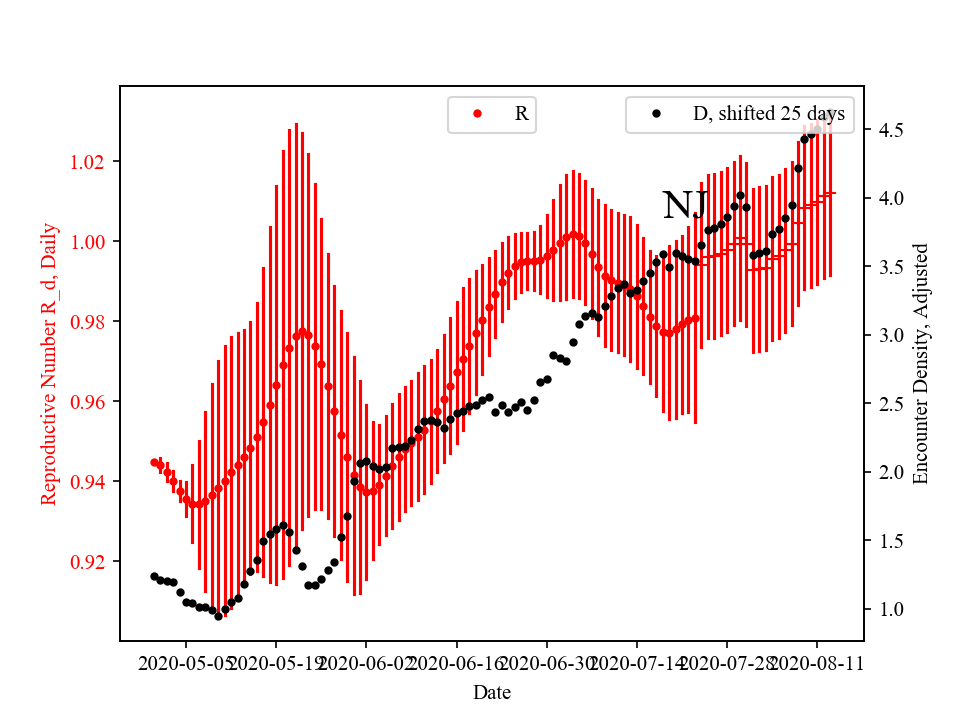 R
D, shifted 25 days
NJ
Reproductive Number R_d, Daily
1.02
1.00
0.98
0.96
0.94
0.92
4.5
4.0
3.5
3.0
2.5
2.0
1.5
1.0
Encounter Density, Adjusted
2020-05-05 2020-05-19 2020-06-02 2020-06-16 2020-06-30 2020-07-14 2020-07-28 2020-08-11
Date